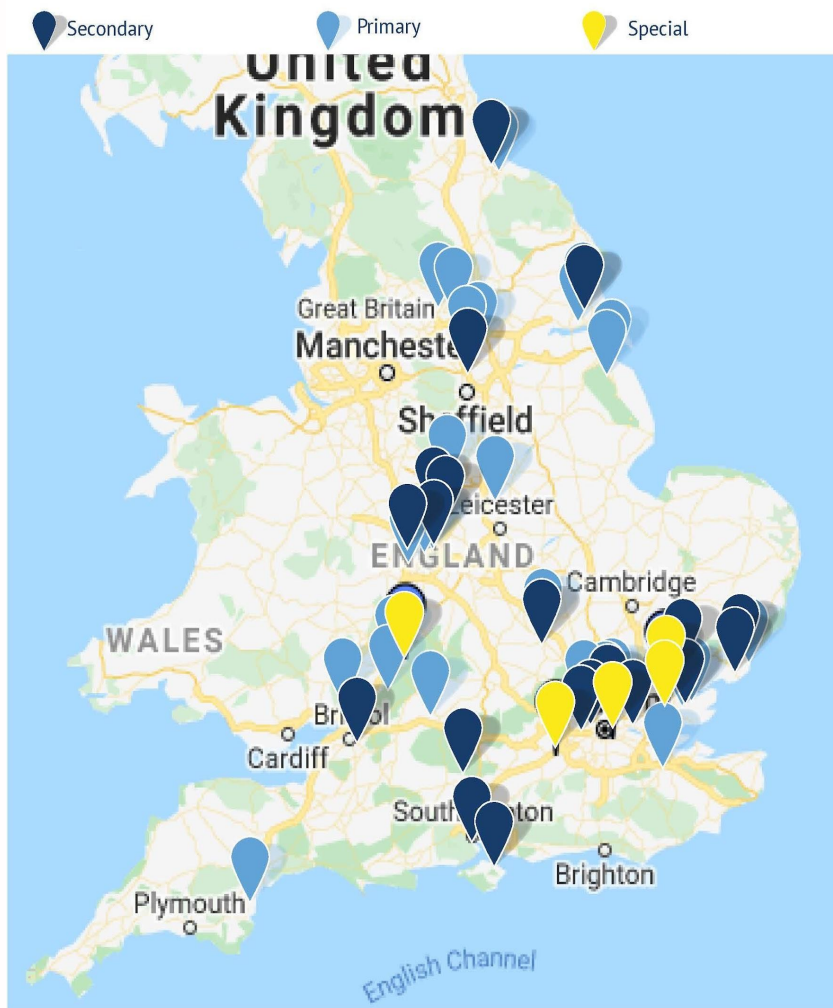 Secondary
Primary
Special
United
Kingdom
Great Britain
Manchester
Sheffield
Leicester
ENGLAND
Cambridge
WALES
Bristol
Cardiff
Southampton
Brighton
Plymouth
English Channel